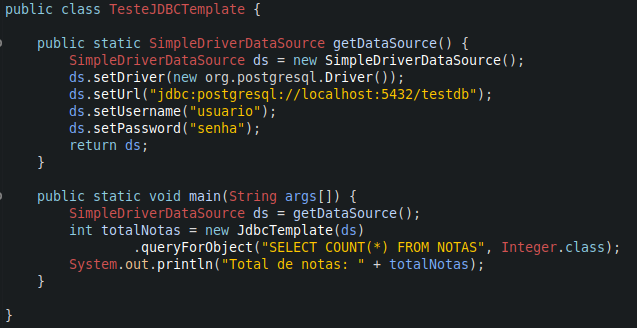 public class TesteJDBCTemplate {
public static SimpleDriverDataSource getDataSource() {
SimpleDriverDataSource ds = new SimpleDriverDataSource();
ds.setDriver(new org.postgresql.Driver());
ds.setUrl("jdbc:postgresql://localhost:5432/testdb");
ds.setUsername("usuario");
ds.setPassword("senha");
return ds;
}
public static void main(String args[]) {
SimpleDriverDataSource ds = getDataSource();
int totalNotas = new JdbcTemplate(ds)
.queryForObject("SELECT COUNT(*) FROM NOTAS", Integer.class);
System.out.println("Total de notas: " + totalNotas);
}
}